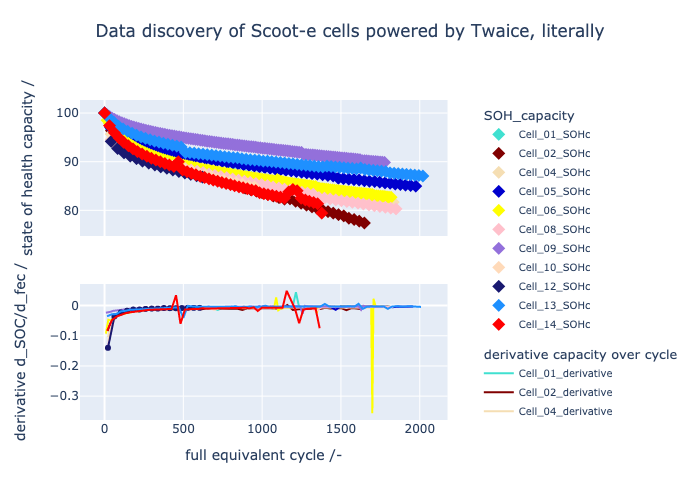 Data discovery of Scoot-e cells powered by Twaice, literally
state of health capacity /
100
90
80
derivative d_SOC/d_fec /
0
−0.1
−0.2
−0.3
0
500
1000
1500
2000
full equivalent cycle /-
SOH_capacity
Cell_01_SOHc
Cell_02_SOHc
Cell_04_SOHc
Cell_05_SOHc
Cell_06_SOHc
Cell_08_SOHc
Cell_09_SOHc
Cell_10_SOHc
Cell_12_SOHc
Cell_13_SOHc
Cell_14_SOHc
derivative capacity over cycle
Cell_01_derivative
Cell_02_derivative
Cell_04_derivative